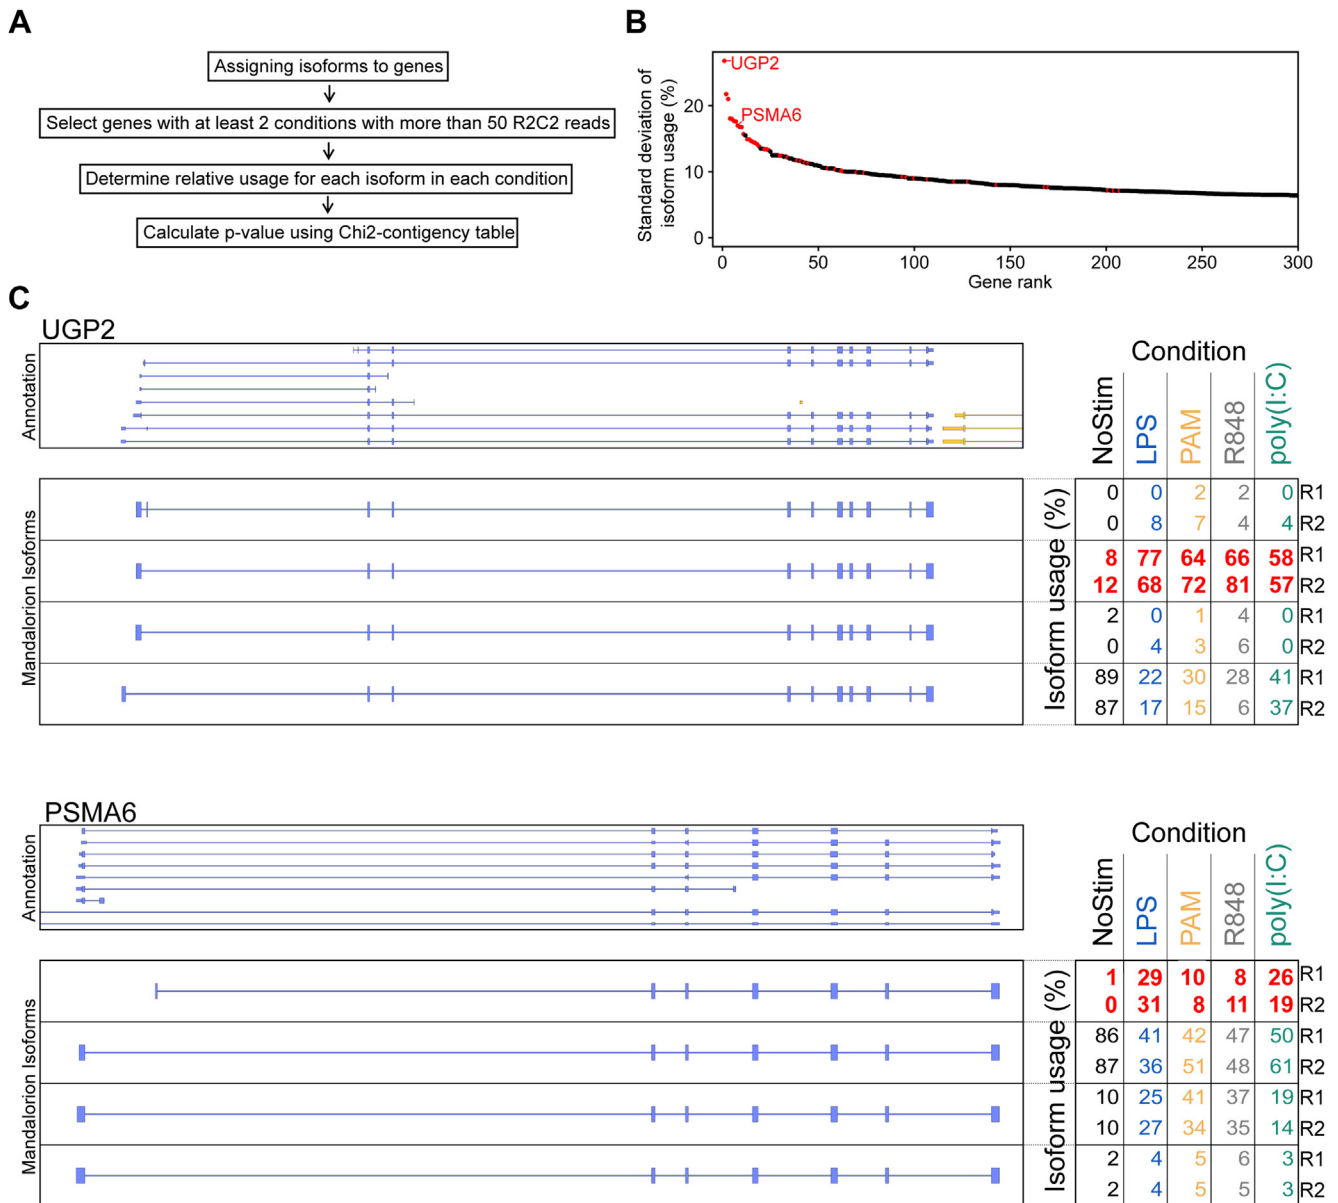 A
Assigning isoforms to genes
Select genes with at least 2 conditions with more than 50 R2C2 reads
Determine relative usage for each isoform in each condition
Calculate p-value using Chi2-contigency table
B
Standard deviation of
isoform usage (%)
20
10
0
UGP2
PSMA6
0 50 100 150 200 250 300
Gene rank
C
UGP2
Annotation
Mandalorion Isoforms
Condition
NoStim LPS PAM R848 poly(I:C)
Isoform usage (%)
0 0 2 2 0 R1
0 8 7 4 4 R2
8 77 64 66 58 R1
12 68 72 81 57 R2
2 0 1 4 0 R1
0 4 3 6 0 R2
89 22 30 28 41 R1
87 17 15 6 37 R2
PSMA6
Annotation
Mandalorion Isoforms
Condition
NoStim LPS PAM R848 poly(I:C)
Isoform usage (%)
1 29 10 8 26 R1
0 31 8 11 19 R2
86 41 42 47 50 R1
87 36 51 48 61 R2
10 25 41 37 19 R1
10 27 34 35 14 R2
2 4 5 6 3 R1
2 4 5 5 3 R2